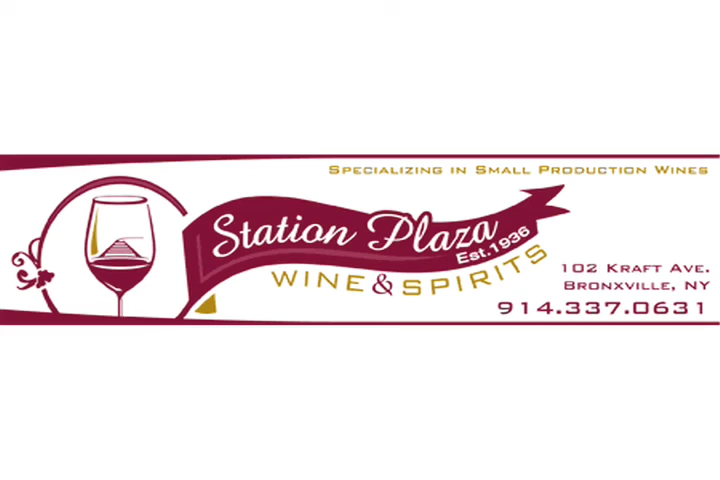 SPECIALIZING IN SMALL PRODUCTION WINES
Station Plaza
Est. 1936
WINE & SPIRITS
102 KRAFT AVE.
BRONXVILLE, NY
914.337.0631